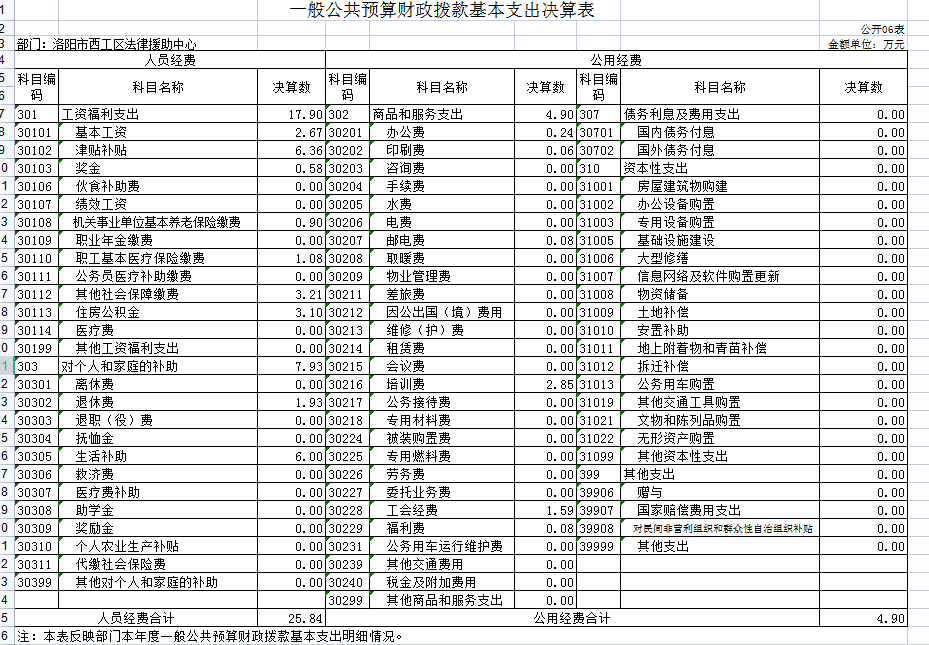 一般公共预算财政拨款基本支出决算表
公开06表
部门：洛阳市西工区法律援助中心 金额单位：万元
人员经费 公用经费
科目编码 科目名称 决算数 科目编码 科目名称 决算数 科目编码 科目名称 决算数
301 工资福利支出 17.90 302 商品和服务支出 4.90 307 债务利息及费用支出 0.00
30101 基本工资 2.67 30201 办公费 0.24 30701 国内债务付息 0.00
30102 津贴补贴 6.36 30202 印刷费 0.06 30702 国外债务付息 0.00
30103 奖金 0.58 30203 咨询费 0.00 310 资本性支出 0.00
30106 伙食补助费 0.00 30204 手续费 0.00 31001 房屋建筑物购建 0.00
30107 绩效工资 0.00 30205 水费 0.00 31002 办公设备购置 0.00
30108 机关事业单位基本养老保险缴费 0.90 30206 电费 0.00 31003 专用设备购置 0.00
30109 职业年金缴费 0.00 30207 邮电费 0.08 31005 基础设施建设 0.00
30110 职工基本医疗保险缴费 1.08 30208 取暖费 0.00 31006 大型修缮 0.00
30111 公务员医疗补助缴费 0.00 30209 物业管理费 0.00 31007 信息网络及软件购置更新 0.00
30112 其他社会保障缴费 3.21 30211 差旅费 0.00 31008 物资储备 0.00
30113 住房公积金 3.10 30212 因公出国（境）费用 0.00 31009 土地补偿 0.00
30114 医疗费 0.00 30213 维修（护）费 0.00 31010 安置补助 0.00
30199 其他工资福利支出 0.00 30214 租赁费 0.00 31011 地上附着物和青苗补偿 0.00
303 对个人和家庭的补助 7.93 30215 会议费 0.00 31012 拆迁补偿 0.00
30301 离休费 0.00 30216 培训费 2.85 31013 公务用车购置 0.00
30302 退休费 1.93 30217 公务接待费 0.00 31019 其他交通工具购置 0.00
30303 退职（役）费 0.00 30218 专用材料费 0.00 31021 文物和陈列品购置 0.00
30304 抚恤金 0.00 30224 被装购置费 0.00 31022 无形资产购置 0.00
30305 生活补助 6.00 30225 专用燃料费 0.00 31099 其他资本性支出 0.00
30306 救济费 0.00 30226 劳务费 0.00 399 其他支出 0.00
30307 医疗费补助 0.00 30227 委托业务费 0.00 39906 赠与 0.00
30308 助学金 0.00 30228 工会经费 1.59 39907 国家赔偿费用支出 0.00
30309 奖励金 0.00 30229 福利费 0.08 39908 对民间非营利组织和群众性自治组织补贴 0.00
30310 个人农业生产补贴 0.00 30231 公务用车运行维护费 0.00 39999 其他支出 0.00
30311 代缴社会保险费 0.00 30239 其他交通费用 0.00
30399 其他对个人和家庭的补助 0.00 30240 税金及附加费用 0.00
30299 其他商品和服务支出 0.00
人员经费合计 25.84 公用经费合计 4.90
注：本表反映部门本年度一般公共预算财政拨款基本支出明细情况。